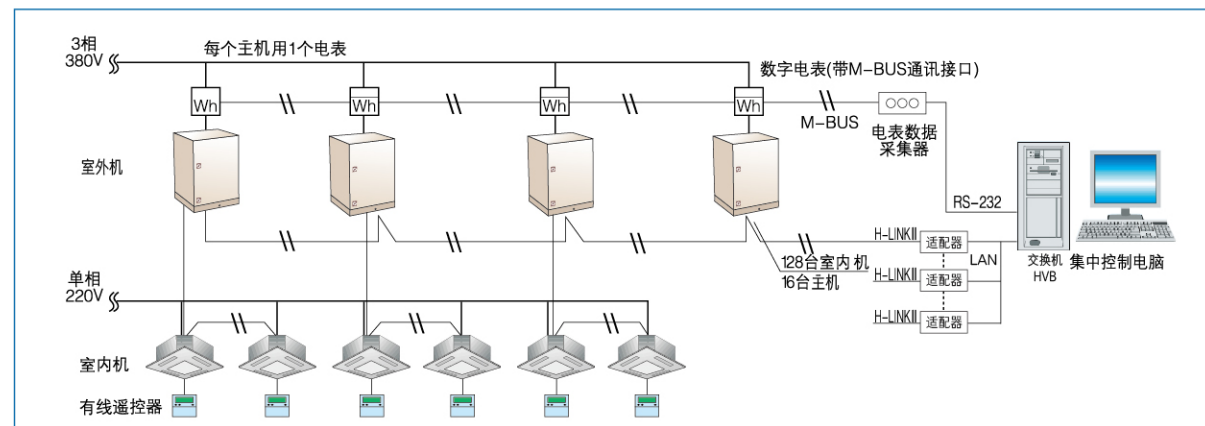 3相
380V
每个主机用1个电表
数字电表(带M-BUS通讯接口)
Wh
Wh
Wh
Wh
M-BUS
电表数据
采集器
室外机
RS-232
H-LINKⅡ
适配器
LAN
128台室内机
16台主机
H-LINKⅡ
适配器
H-LINKⅡ
适配器
交换机
HVB
集中控制电脑
单相
220V
室内机
有线遥控器